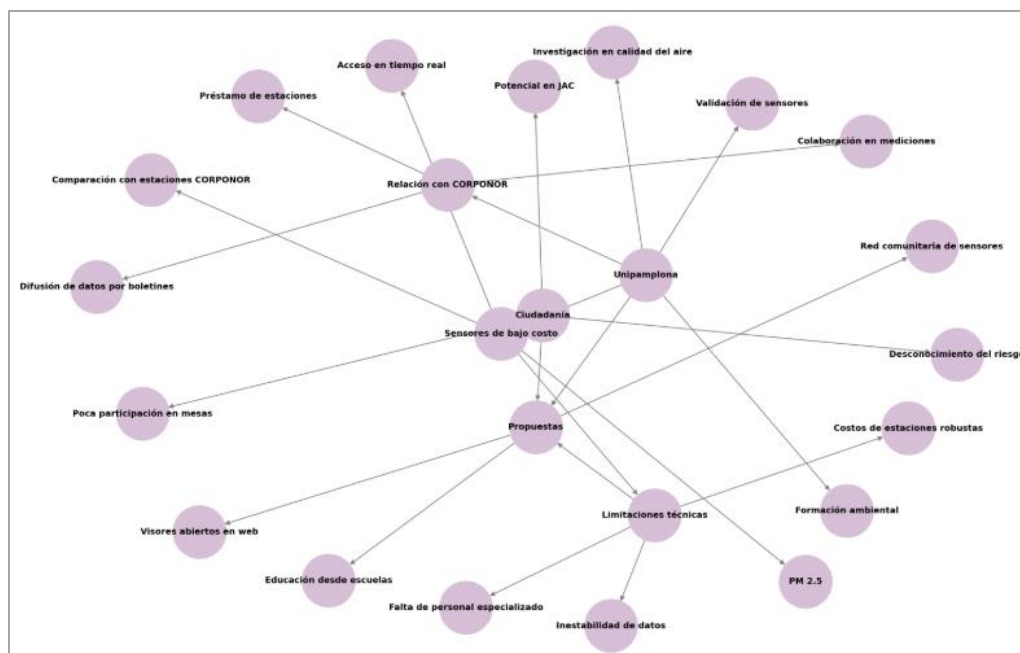 Investigación en calidad del aire
Acceso en tiempo real
Potencial en JAC
Préstamo de estaciones
Validación de sensores
Colaboración en mediciones
Comparación con estaciones CORPONOR
Relación con CORPONOR
Red comunitaria de sensores
Unipamplona
Difusión de datos por boletines
Ciudadanía
Sensores de bajo costo
Desconocimiento del riesgo
Poca participación en mesas
Propuestas
Costos de estaciones robustas
Formación ambiental
Limitaciones técnicas
Visores abiertos en web
Educación desde escuelas
PM 2.5
Falta de personal especializado
Inestabilidad de datos